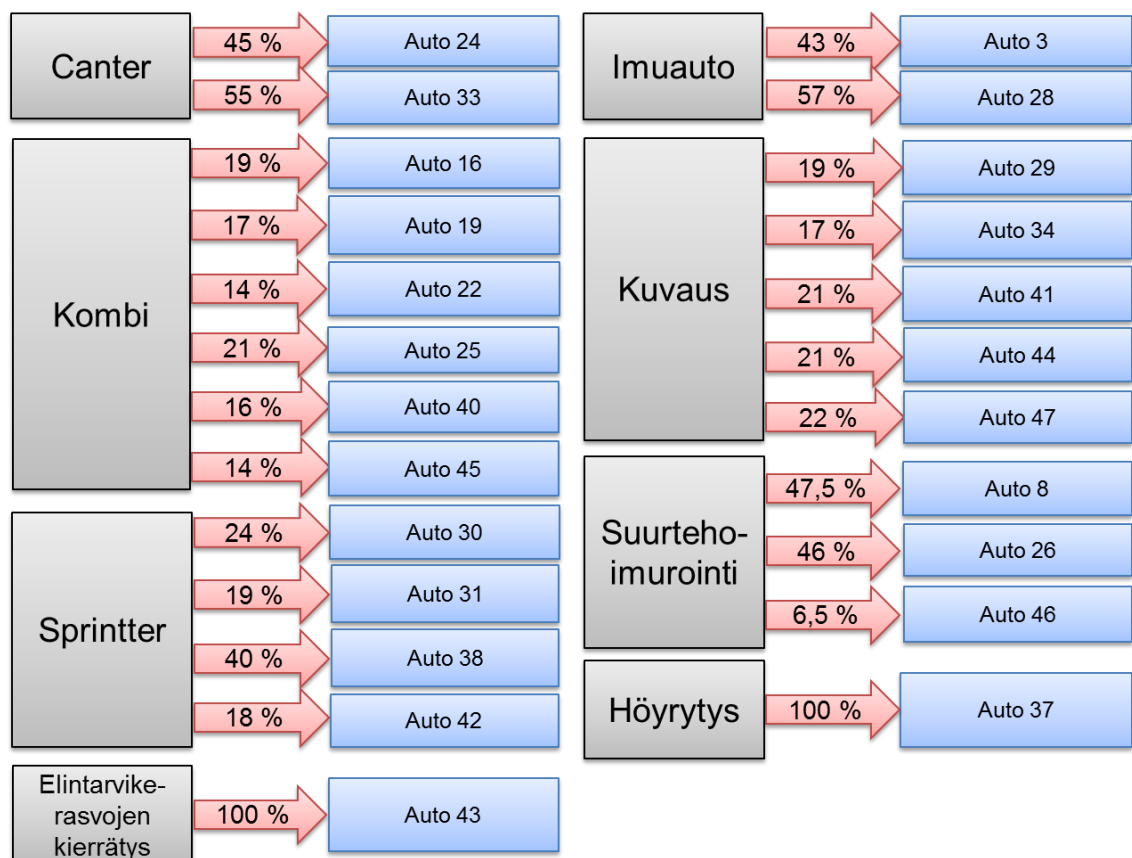 Canter
45 %
Auto 24
55 %
Auto 33
Kombi
19 %
Auto 16
17 %
Auto 19
14 %
Auto 22
21 %
Auto 25
16 %
Auto 40
14 %
Auto 45
Sprintter
24 %
Auto 30
19 %
Auto 31
40 %
Auto 38
18 %
Auto 42
Elintarvike-
rasvojen
kierrätys
100 %
Auto 43
Imuauto
43 %
Auto 3
57 %
Auto 28
Kuvaus
19 %
Auto 29
17 %
Auto 34
21 %
Auto 41
21 %
Auto 44
22 %
Auto 47
Suurteho-
imurointi
47,5 %
Auto 8
46 %
Auto 26
6,5 %
Auto 46
Höyrytys
100 %
Auto 37